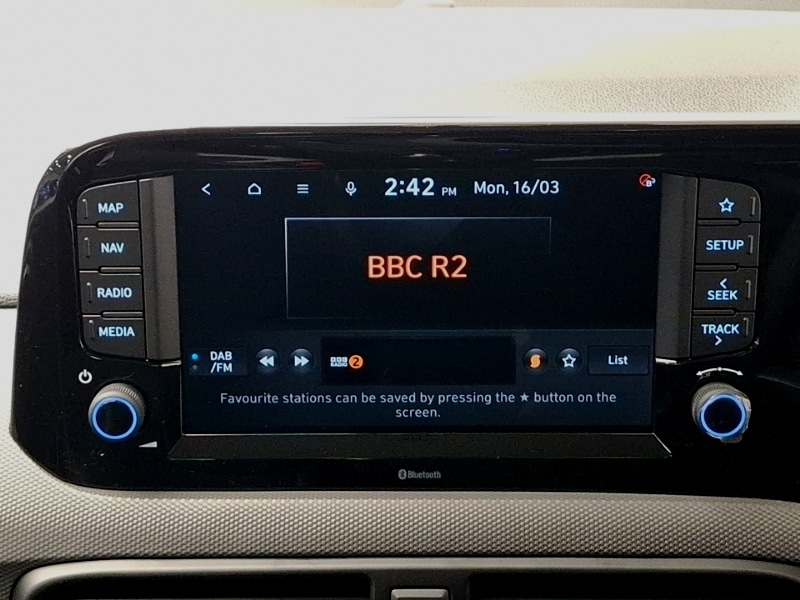 2:42 PM Mon, 16/03
MAP
NAV
RADIO
MEDIA
BBC R2
SETUP
SEEK
TRACK
DAB
/FM
BBC
RADIO 2
List
Favourite stations can be saved by pressing the ★ button on the
screen.
Bluetooth